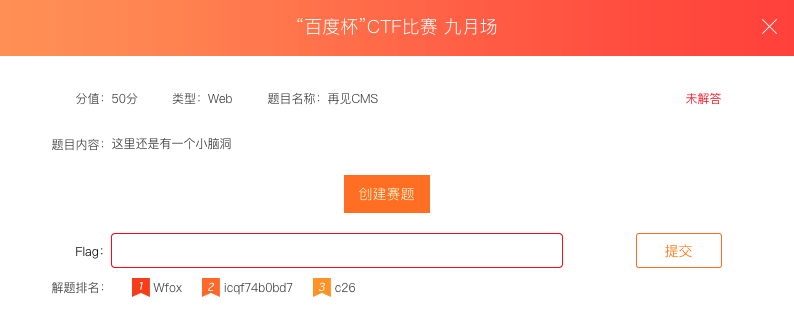 “百度杯”CTF比赛 九月场
分值：50分 类型：Web 题目名称：再见CMS 未解答
题目内容：这里还是有一个小脑洞
创建赛题
Flag： 提交
解题排名： 1 Wfox 2 icqf74b0bd7 3 c26